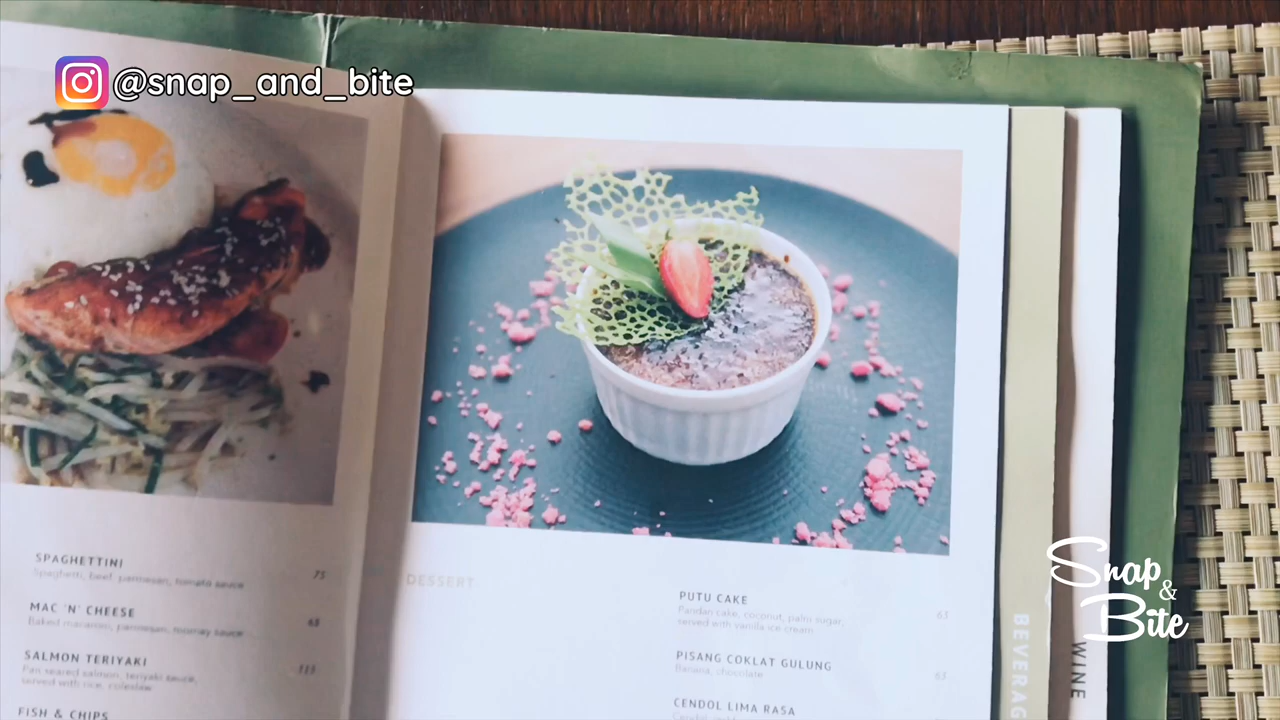 @snap_and_bite
SPAGHETTINI
Spaghetti, beef, parmesan, tomato sauce
75
MAC 'N' CHEESE
Baked macaroni, parmesan, mornay sauce
65
SALMON TERIYAKI
Pan seared salmon, teriyaki sauce,
served with rice, coleslaw
115
FISH & CHIPS
DESSERT
PUTU CAKE
Pandan cake, coconut, palm sugar,
served with vanilla ice cream
63
PISANG COKLAT GULUNG
Banana, chocolate
63
CENDOL LIMA RASA
BEVERAG
WINE
Snap
&
Bite